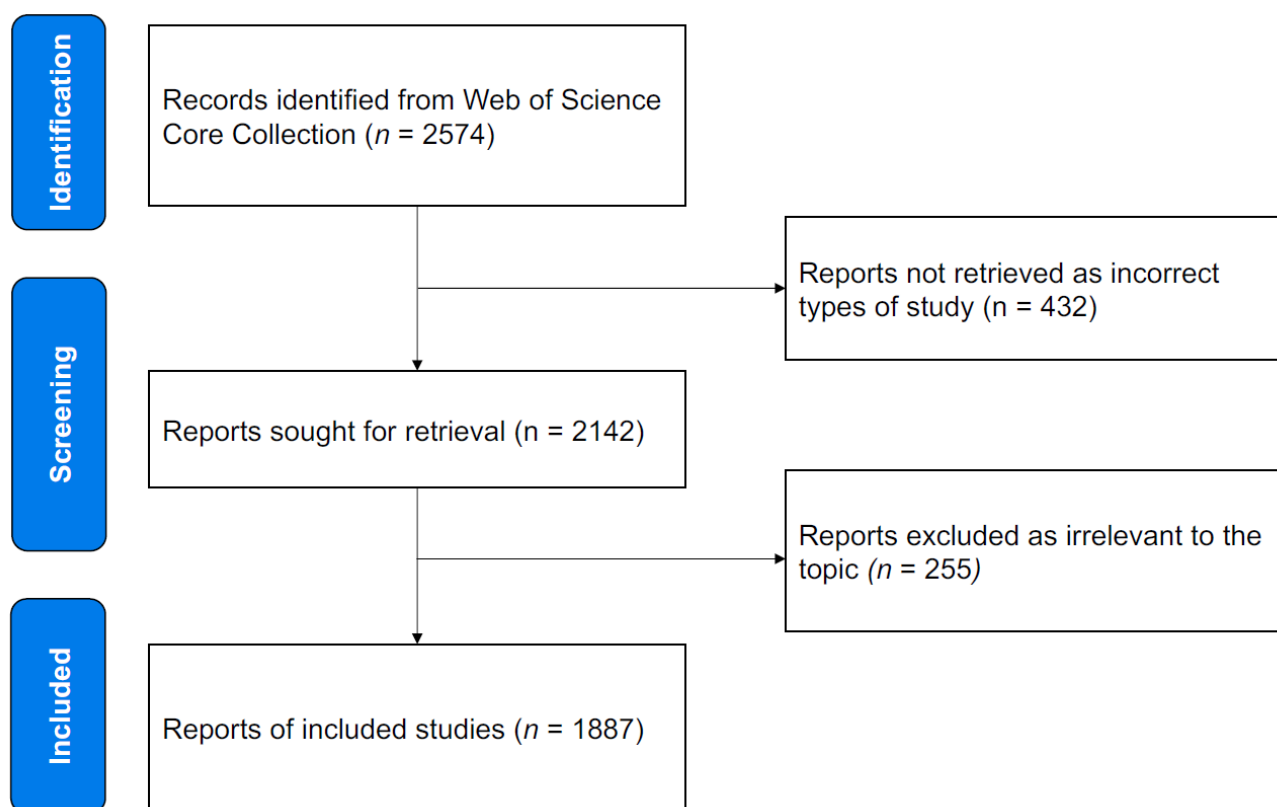 Identification
Records identified from Web of Science
Core Collection (n = 2574)
Reports not retrieved as incorrect
types of study (n = 432)
Screening
Reports sought for retrieval (n = 2142)
Reports excluded as irrelevant to the
topic (n = 255)
Included
Reports of included studies (n = 1887)